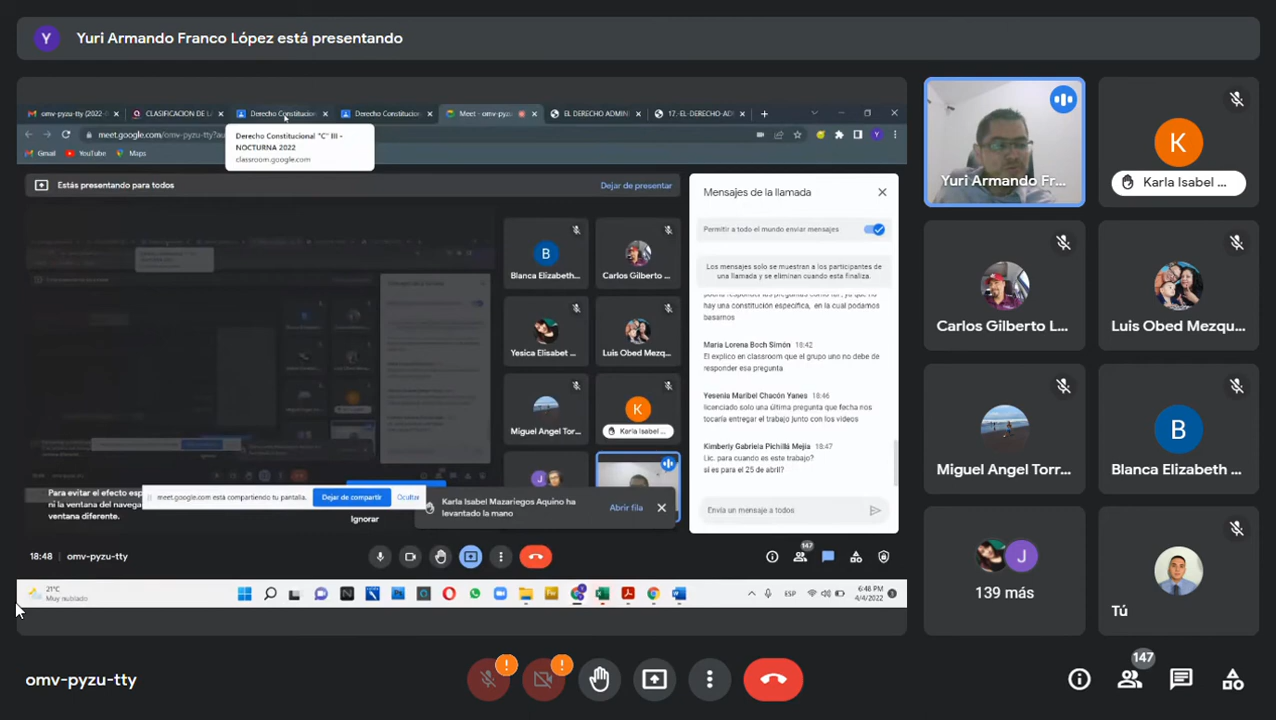 Y
Yuri Armando Franco López está presentando
omv-pyzu-tty (2022-
CLASIFICACION DE LA
Derecho Constitucion
Derecho Constitucion
Meet - omv-pyzu
EL DERECHO ADMIN
17.-EL-DERECHO-AD
meet.google.com/omv-pyzu-tty?au
Gmail
YouTube
Maps
Derecho Constitucional "C" III -
NOCTURNA 2022
classroom.google.com
Estás presentando para todos
Dejar de presentar
Blanca Elizabeth...
Carlos Gilberto ...
Yesica Elisabet ...
Luis Obed Mezq...
Miguel Angel Tor...
Karla Isabel ...
Mensajes de la llamada
Permitir a todo el mundo enviar mensajes
Los mensajes solo se muestran a los participantes de
una llamada y se eliminan cuando esta finaliza.
hay una constitución específica, en la cual podamos
basarnos
Maria Lorena Boch Simón 18:42
El explico en classroom que el grupo uno no debe de
responder esa pregunta
Yesenia Maribel Chacón Yanes 18:46
licenciado solo una última pregunta que fecha nos
tocaría entregar el trabajo junto con los videos
Kimberly Gabriela Pichillá Mejía 18:47
Lic. para cuando es este trabajo?
si es para el 25 de abril?
Envía un mensaje a todos
Para evitar el efecto esp
ni la ventana del navega
ventana diferente.
meet.google.com está compartiendo tu pantalla.
Dejar de compartir
Ocultar
Ignorar
Karla Isabel Mazariegos Aquino ha
levantado la mano
Abrir fila
18:48 | omv-pyzu-tty
147
21°C
Muy nublado
ESP
6:48 PM
4/4/2022
Yuri Armando Fr...
K
Karla Isabel ...
Carlos Gilberto L...
Luis Obed Mezqu...
Miguel Angel Torr...
B
Blanca Elizabeth ...
J
139 más
Tú
omv-pyzu-tty
147